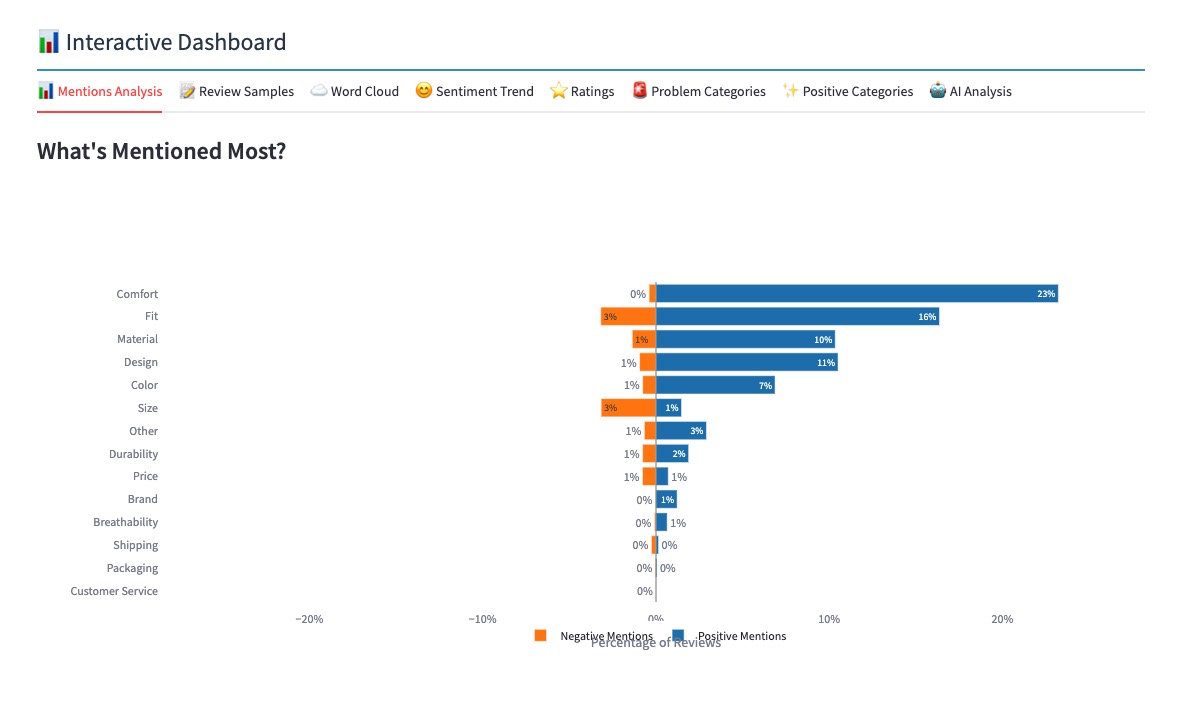 📊 Interactive Dashboard
📊 Mentions Analysis 📝 Review Samples ☁️ Word Cloud 😊 Sentiment Trend ⭐ Ratings 🚨 Problem Categories ✨ Positive Categories 🤖 AI Analysis
What's Mentioned Most?
Comfort 0% 23%
Fit 3% 16%
Material 1% 10%
Design 1% 11%
Color 1% 7%
Size 3% 1%
Other 1% 3%
Durability 1% 2%
Price 1% 1%
Brand 0% 1%
Breathability 0% 1%
Shipping 0% 0%
Packaging 0% 0%
Customer Service 0%
−20% −10% 0% 10% 20%
Negative Mentions Positive Mentions
Percentage of Reviews